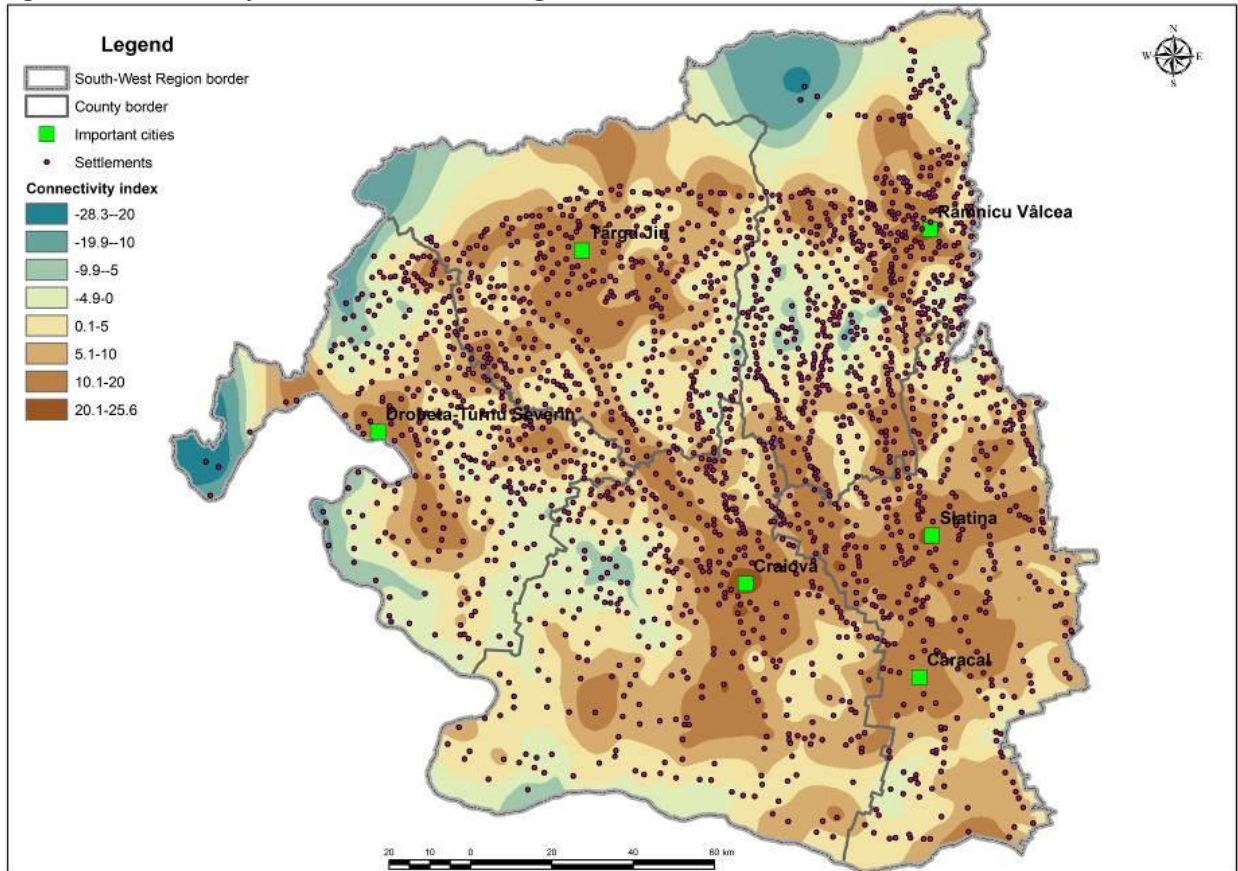 Legend
South-West Region border
County border
Important cities
Settlements
Connectivity index
-28.3--20
-19.9--10
-9.9--5
-4.9-0
0.1-5
5.1-10
10.1-20
20.1-25.6
N
W E
S
Râmnicu Vâlcea
Târgu Jiu
Drobeta-Turnu Severin
Slatina
Craiova
Caracal
20 10 0 20 40 60 km